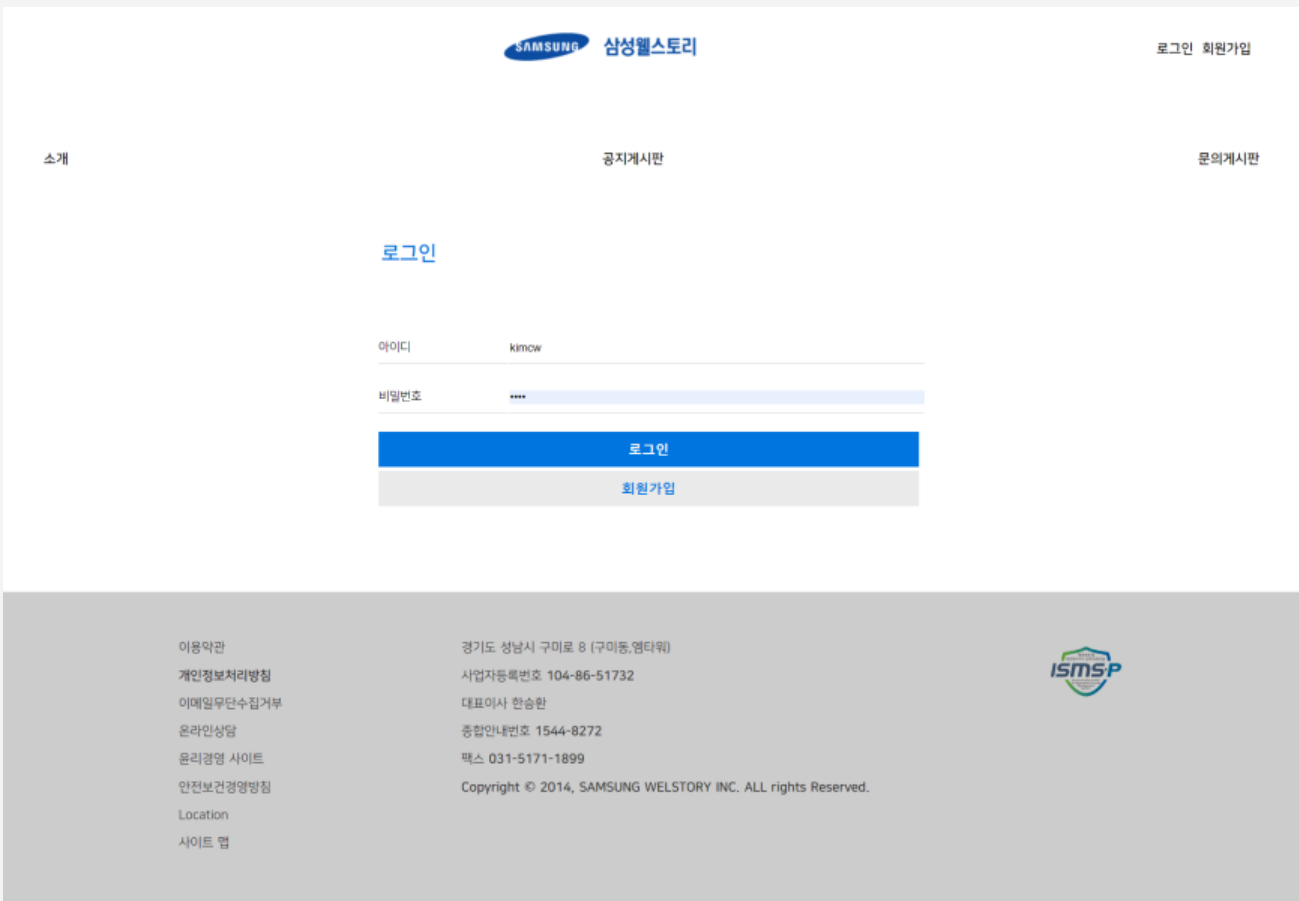 SAMSUNG 삼성웰스토리
로그인 회원가입
소개
공지게시판
문의게시판
로그인
아이디
kimcw
비밀번호
••••
로그인
회원가입
이용약관
개인정보처리방침
이메일무단수집거부
온라인상담
윤리경영 사이트
안전보건경영방침
Location
사이트 맵
경기도 성남시 구미로 8 (구미동,엠타워)
사업자등록번호 104-86-51732
대표이사 한승환
종합안내번호 1544-8272
팩스 031-5171-1899
Copyright © 2014, SAMSUNG WELSTORY INC. ALL rights Reserved.
ISMS-P